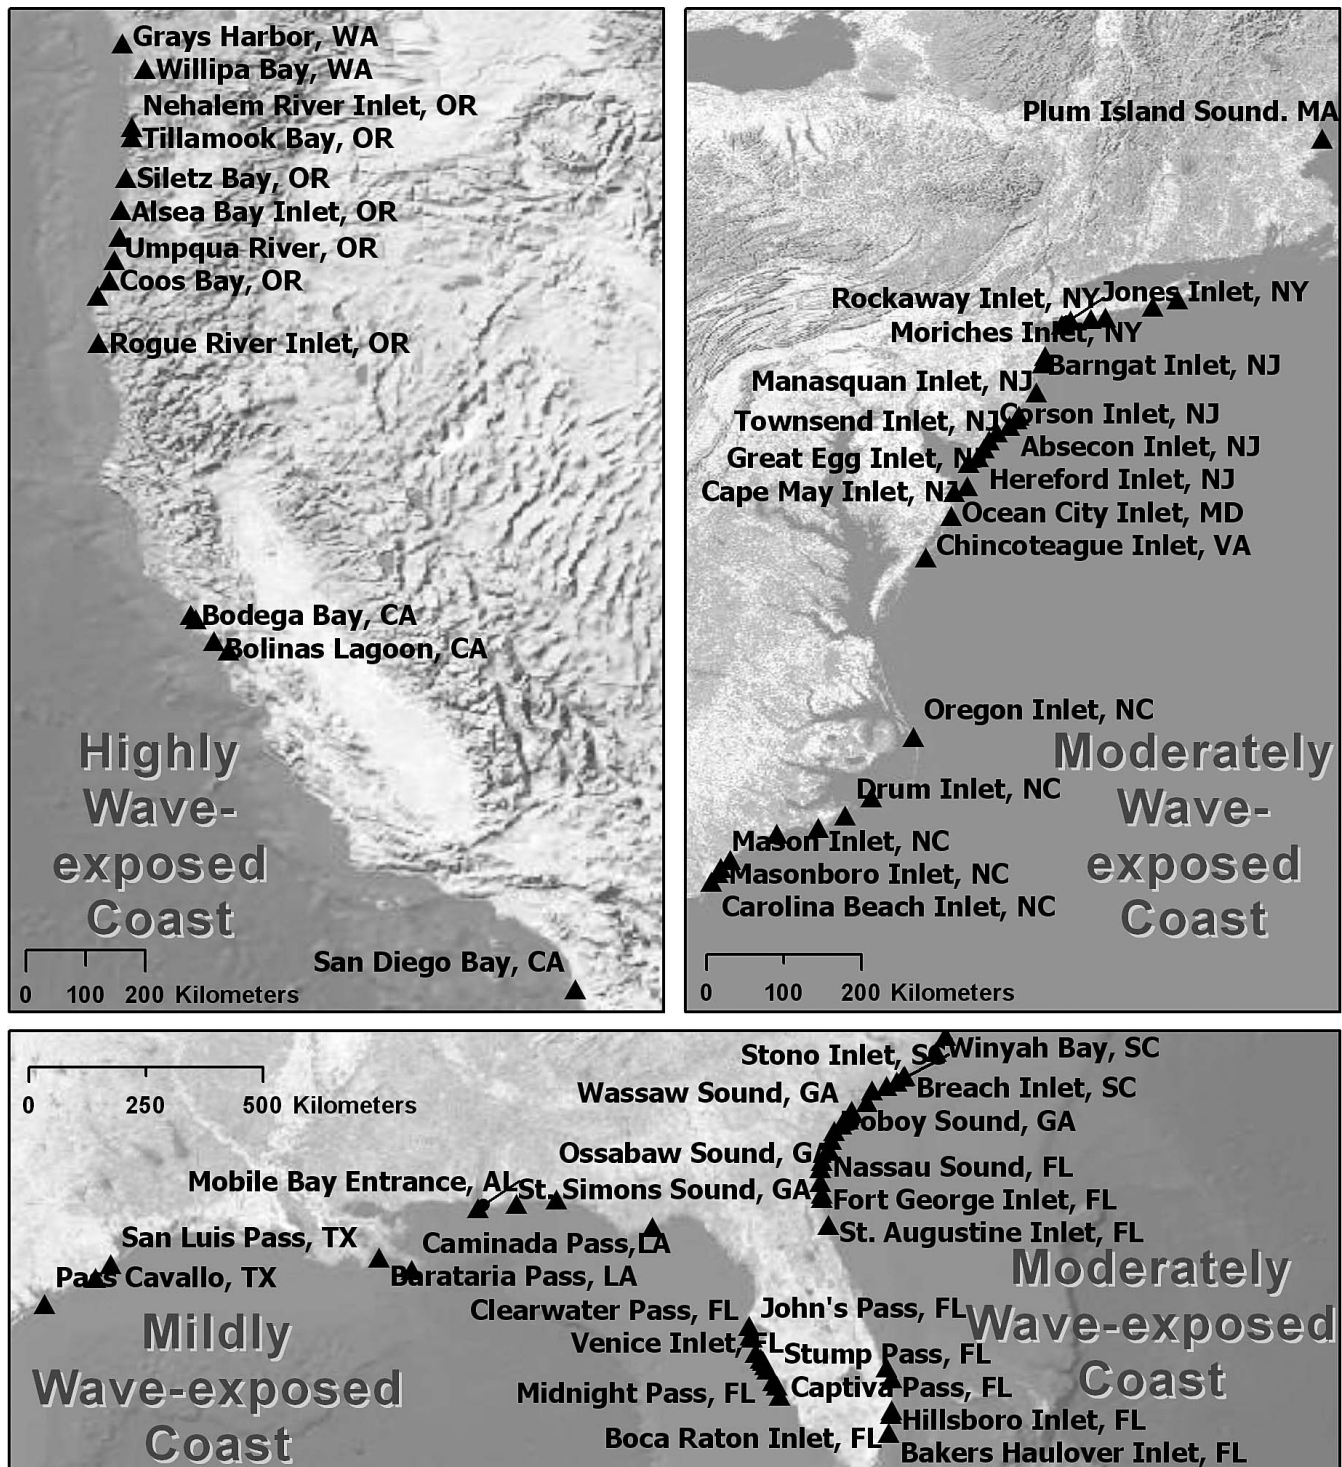 Grays Harbor, WA
Willipa Bay, WA
Nehalem River Inlet, OR
Tillamook Bay, OR
Siletz Bay, OR
Alsea Bay Inlet, OR
Umpqua River, OR
Coos Bay, OR
Rogue River Inlet, OR
Bodega Bay, CA
Bolinas Lagoon, CA
Highly
Wave-
exposed
Coast
San Diego Bay, CA
0 100 200 Kilometers
Plum Island Sound. MA
Rockaway Inlet, NY
Jones Inlet, NY
Moriches Inlet, NY
Barngat Inlet, NJ
Manasquan Inlet, NJ
Corson Inlet, NJ
Townsend Inlet, NJ
Absecon Inlet, NJ
Great Egg Inlet, NJ
Hereford Inlet, NJ
Cape May Inlet, NJ
Ocean City Inlet, MD
Chincoteague Inlet, VA
Oregon Inlet, NC
Moderately
Wave-
exposed
Coast
Drum Inlet, NC
Mason Inlet, NC
Masonboro Inlet, NC
Carolina Beach Inlet, NC
0 100 200 Kilometers
0 250 500 Kilometers
Stono Inlet, SC
Winyah Bay, SC
Wassaw Sound, GA
Breach Inlet, SC
Doboy Sound, GA
Ossabaw Sound, GA
Nassau Sound, FL
Mobile Bay Entrance, AL
St. Simons Sound, GA
Fort George Inlet, FL
St. Augustine Inlet, FL
San Luis Pass, TX
Caminada Pass, LA
Pass Cavallo, TX
Barataria Pass, LA
Moderately
Wave-exposed
Coast
Clearwater Pass, FL
John's Pass, FL
Mildly
Wave-exposed
Coast
Venice Inlet, FL
Stump Pass, FL
Midnight Pass, FL
Captiva Pass, FL
Hillsboro Inlet, FL
Boca Raton Inlet, FL
Bakers Haulover Inlet, FL